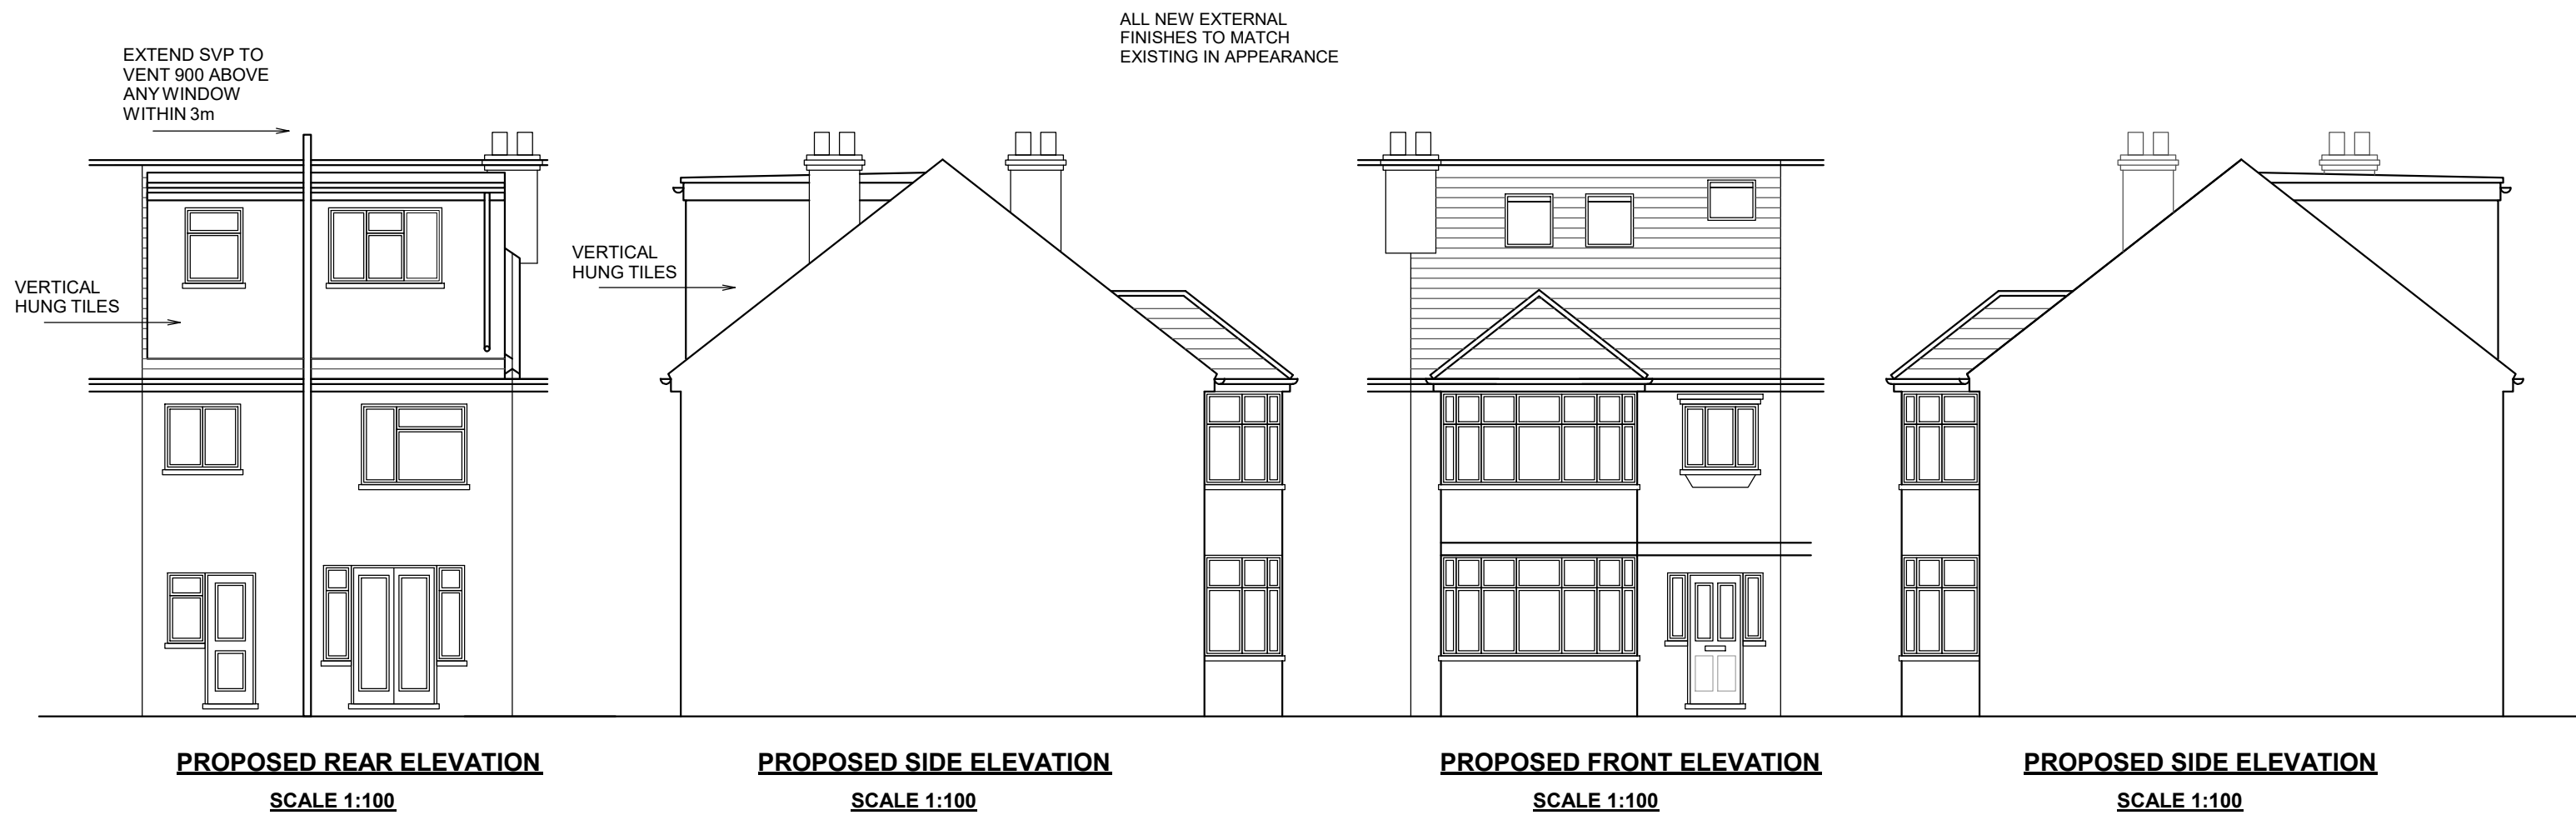 ALL NEW EXTERNAL
FINISHES TO MATCH
EXISTING IN APPEARANCE
EXTEND SVP TO
VENT 900 ABOVE
ANY WINDOW
WITHIN 3m
VERTICAL
HUNG TILES
VERTICAL
HUNG TILES
PROPOSED REAR ELEVATION
SCALE 1:100
PROPOSED SIDE ELEVATION
SCALE 1:100
PROPOSED FRONT ELEVATION
SCALE 1:100
PROPOSED SIDE ELEVATION
SCALE 1:100